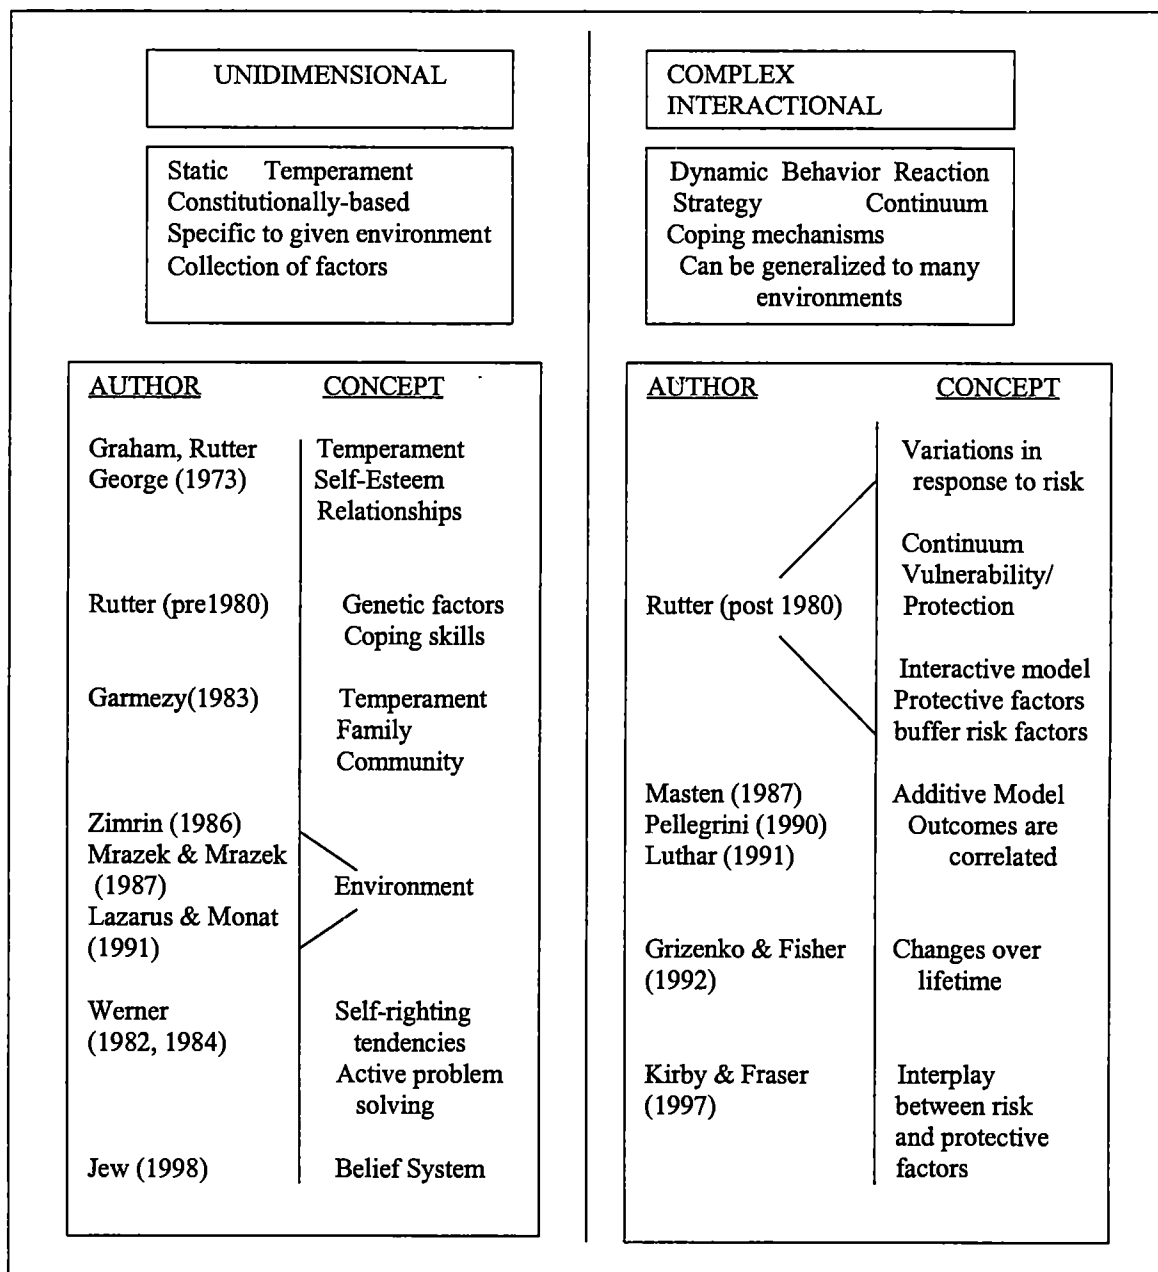 UNIDIMENSIONAL
Static Temperament
Constitutionally-based
Specific to given environment
Collection of factors
AUTHOR CONCEPT
Graham, Rutter Temperament
George (1973) Self-Esteem
Relationships
Rutter (pre1980) Genetic factors
Coping skills
Garmezy(1983) Temperament
Family
Community
Zimrin (1986)
Mrazek & Mrazek
(1987) Environment
Lazarus & Monat
(1991)
Werner Self-righting
(1982, 1984) tendencies
Active problem
solving
Jew (1998) Belief System
COMPLEX
INTERACTIONAL
Dynamic Behavior Reaction
Strategy Continuum
Coping mechanisms
Can be generalized to many
environments
AUTHOR CONCEPT
Variations in
response to risk
Continuum
Vulnerability/
Rutter (post 1980) Protection
Interactive model
Protective factors
buffer risk factors
Masten (1987) Additive Model
Pellegrini (1990) Outcomes are
Luthar (1991) correlated
Grizenko & Fisher Changes over
(1992) lifetime
Kirby & Fraser Interplay
(1997) between risk
and protective
factors